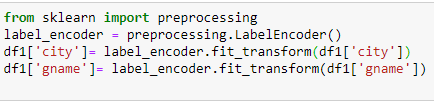 from sklearn import preprocessing
label_encoder = preprocessing.LabelEncoder()
df1['city']= label_encoder.fit_transform(df1['city'])
df1['gname']= label_encoder.fit_transform(df1['gname'])